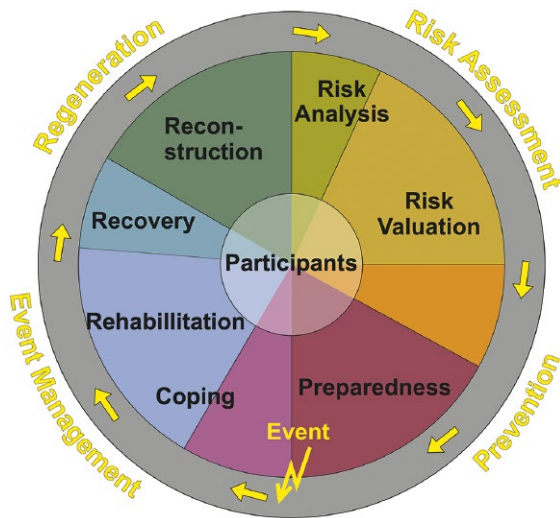 Regeneration
Risk Assessment
Risk
Analysis
Recon-
struction
Risk
Valuation
Recovery
Participants
Rehabillitation
Preparedness
Coping
Event
Event Management
Prevention